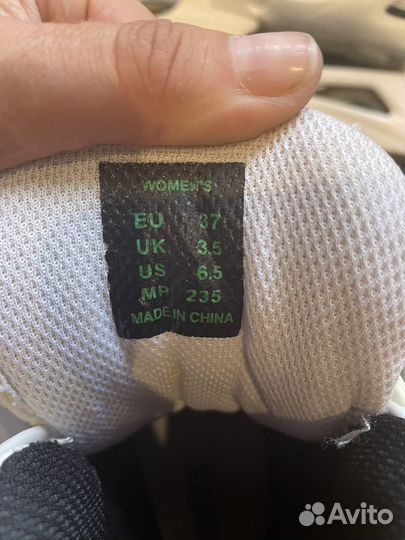 WOMEN'S
EU 37
UK 3.5
US 6.5
MP 235
MADE IN CHINA
Avito